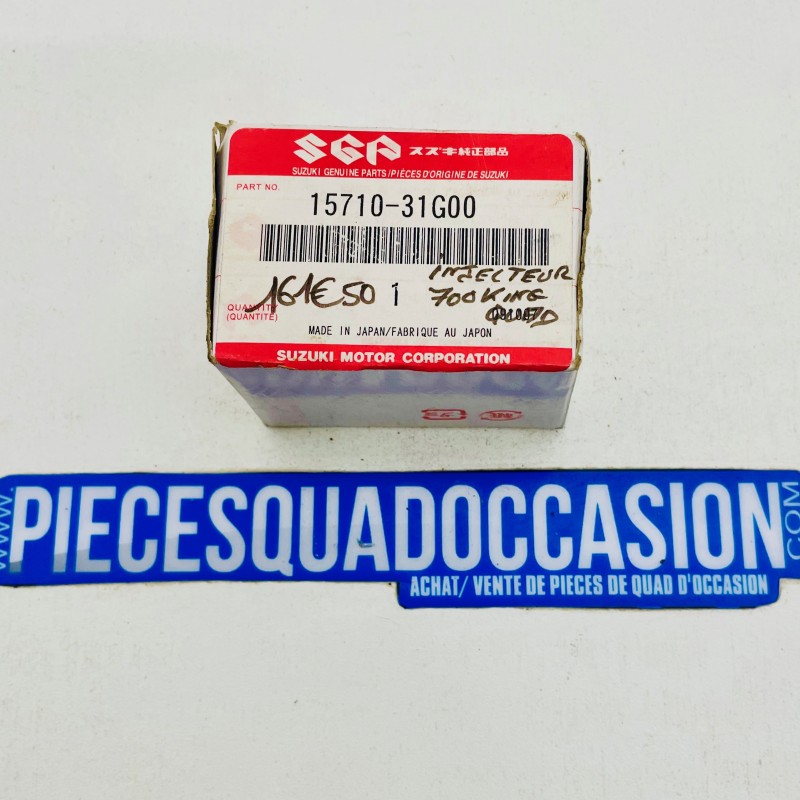 SGP スズキ純正部品
SUZUKI GENUINE PARTS/PIÈCES D'ORIGINE DE SUZUKI
PART NO.
15710-31G00
INJECTEUR
161€50 1 700 KING
QUAD
QUANTITY
(QUANTITÉ)
MADE IN JAPAN/FABRIQUE AU JAPON
SUZUKI MOTOR CORPORATION
WWW.PIECESQUADOCCASION.COM
ACHAT/ VENTE DE PIECES DE QUAD D'OCCASION